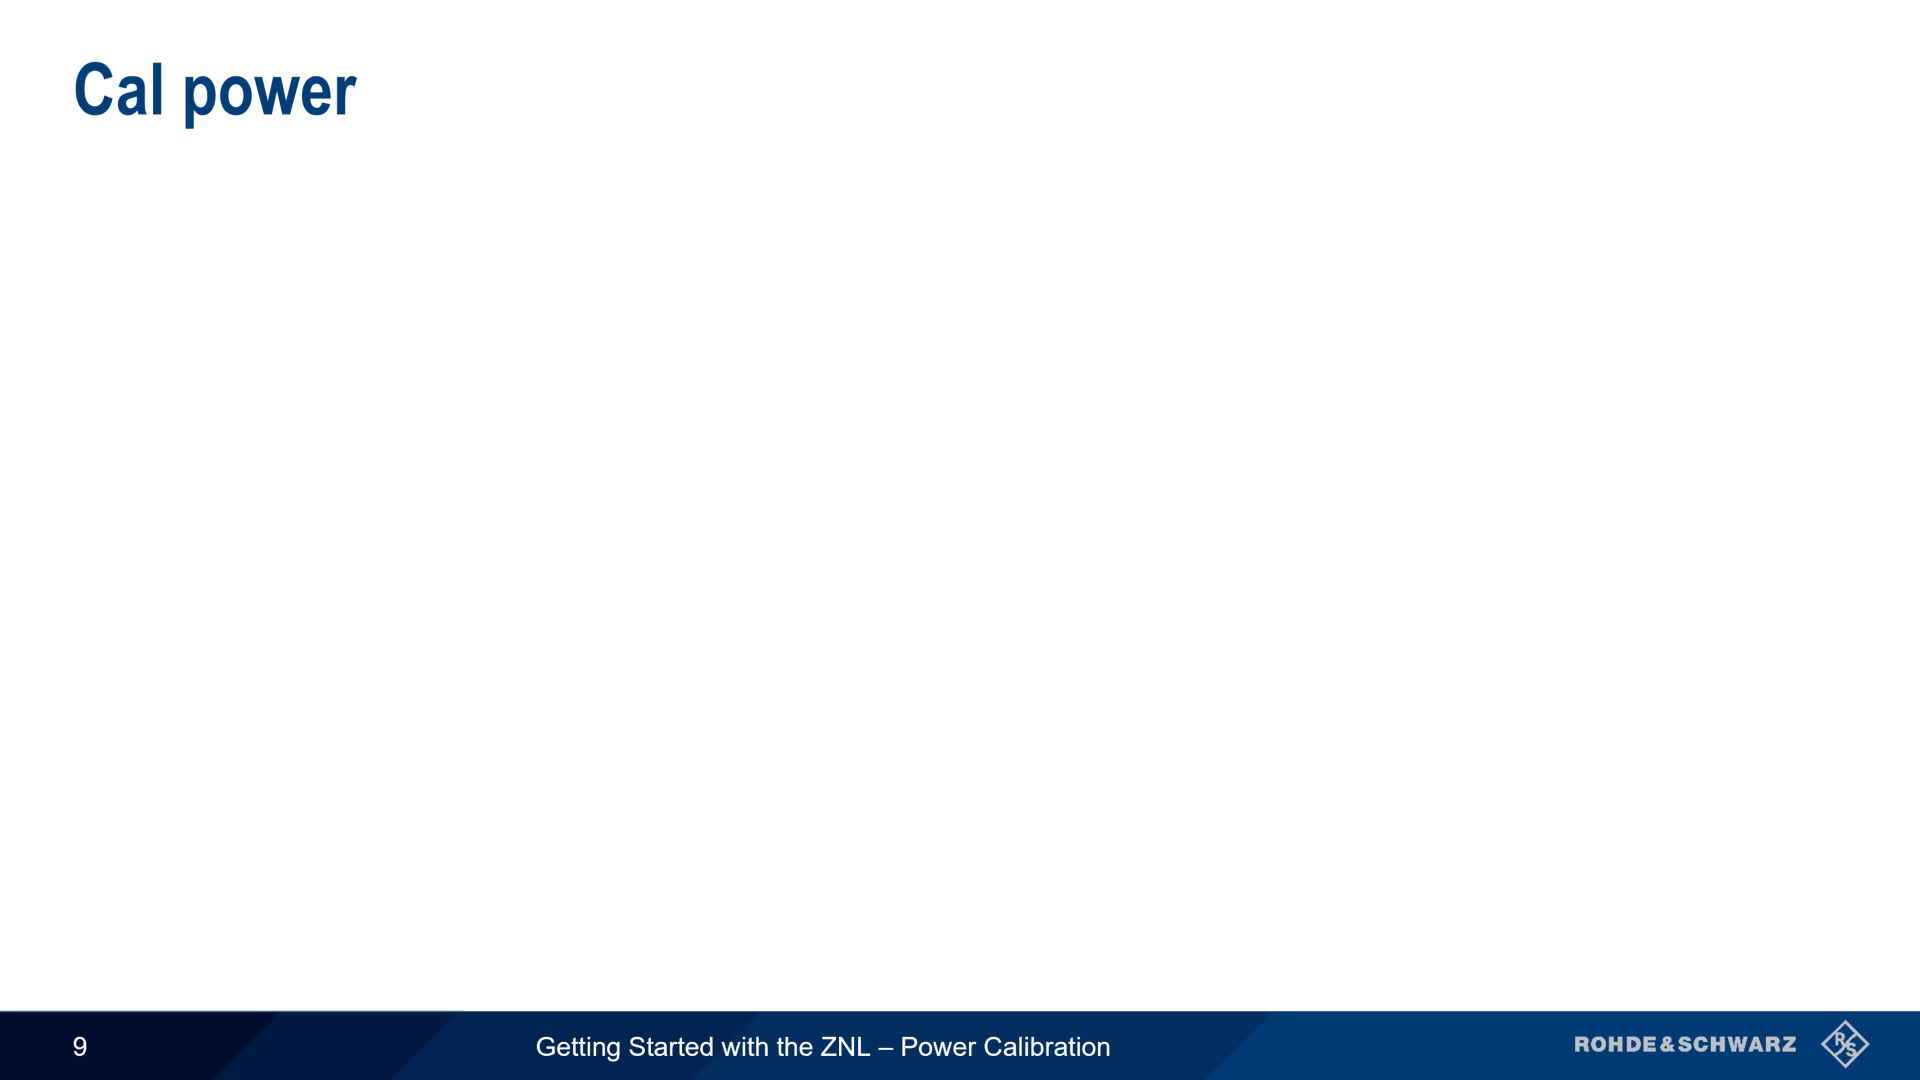 Cal power
9
Getting Started with the ZNL – Power Calibration
ROHDE&SCHWARZ
R
S